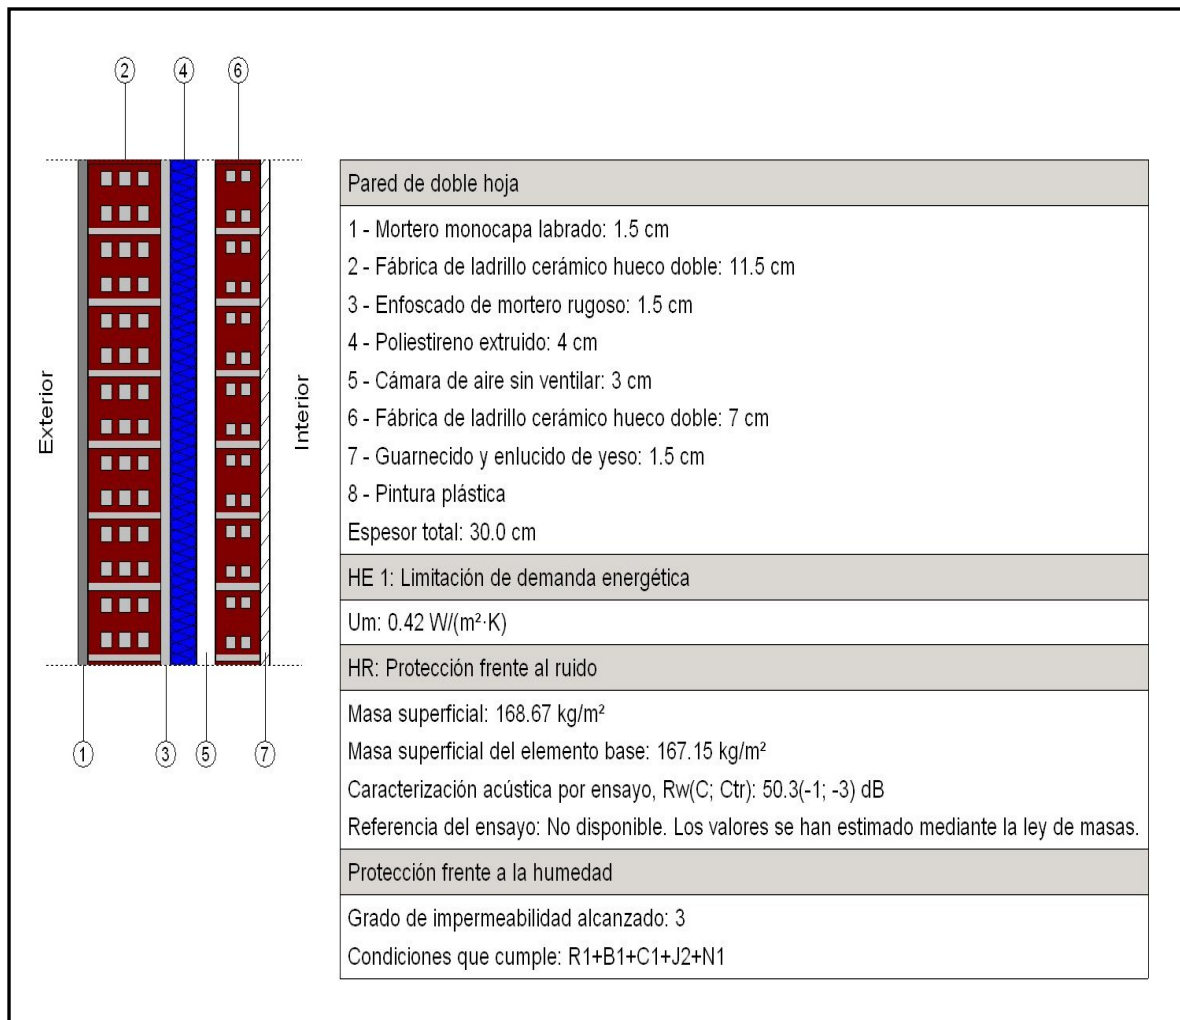 2 4 6
Exterior
Interior
1 3 5 7
Pared de doble hoja
1 - Mortero monocapa labrado: 1.5 cm
2 - Fábrica de ladrillo cerámico hueco doble: 11.5 cm
3 - Enfoscado de mortero rugoso: 1.5 cm
4 - Poliestireno extruido: 4 cm
5 - Cámara de aire sin ventilar: 3 cm
6 - Fábrica de ladrillo cerámico hueco doble: 7 cm
7 - Guarnecido y enlucido de yeso: 1.5 cm
8 - Pintura plástica
Espesor total: 30.0 cm
HE 1: Limitación de demanda energética
Um: 0.42 W/(m²·K)
HR: Protección frente al ruido
Masa superficial: 168.67 kg/m²
Masa superficial del elemento base: 167.15 kg/m²
Caracterización acústica por ensayo, Rw(C; Ctr): 50.3(-1; -3) dB
Referencia del ensayo: No disponible. Los valores se han estimado mediante la ley de masas.
Protección frente a la humedad
Grado de impermeabilidad alcanzado: 3
Condiciones que cumple: R1+B1+C1+J2+N1